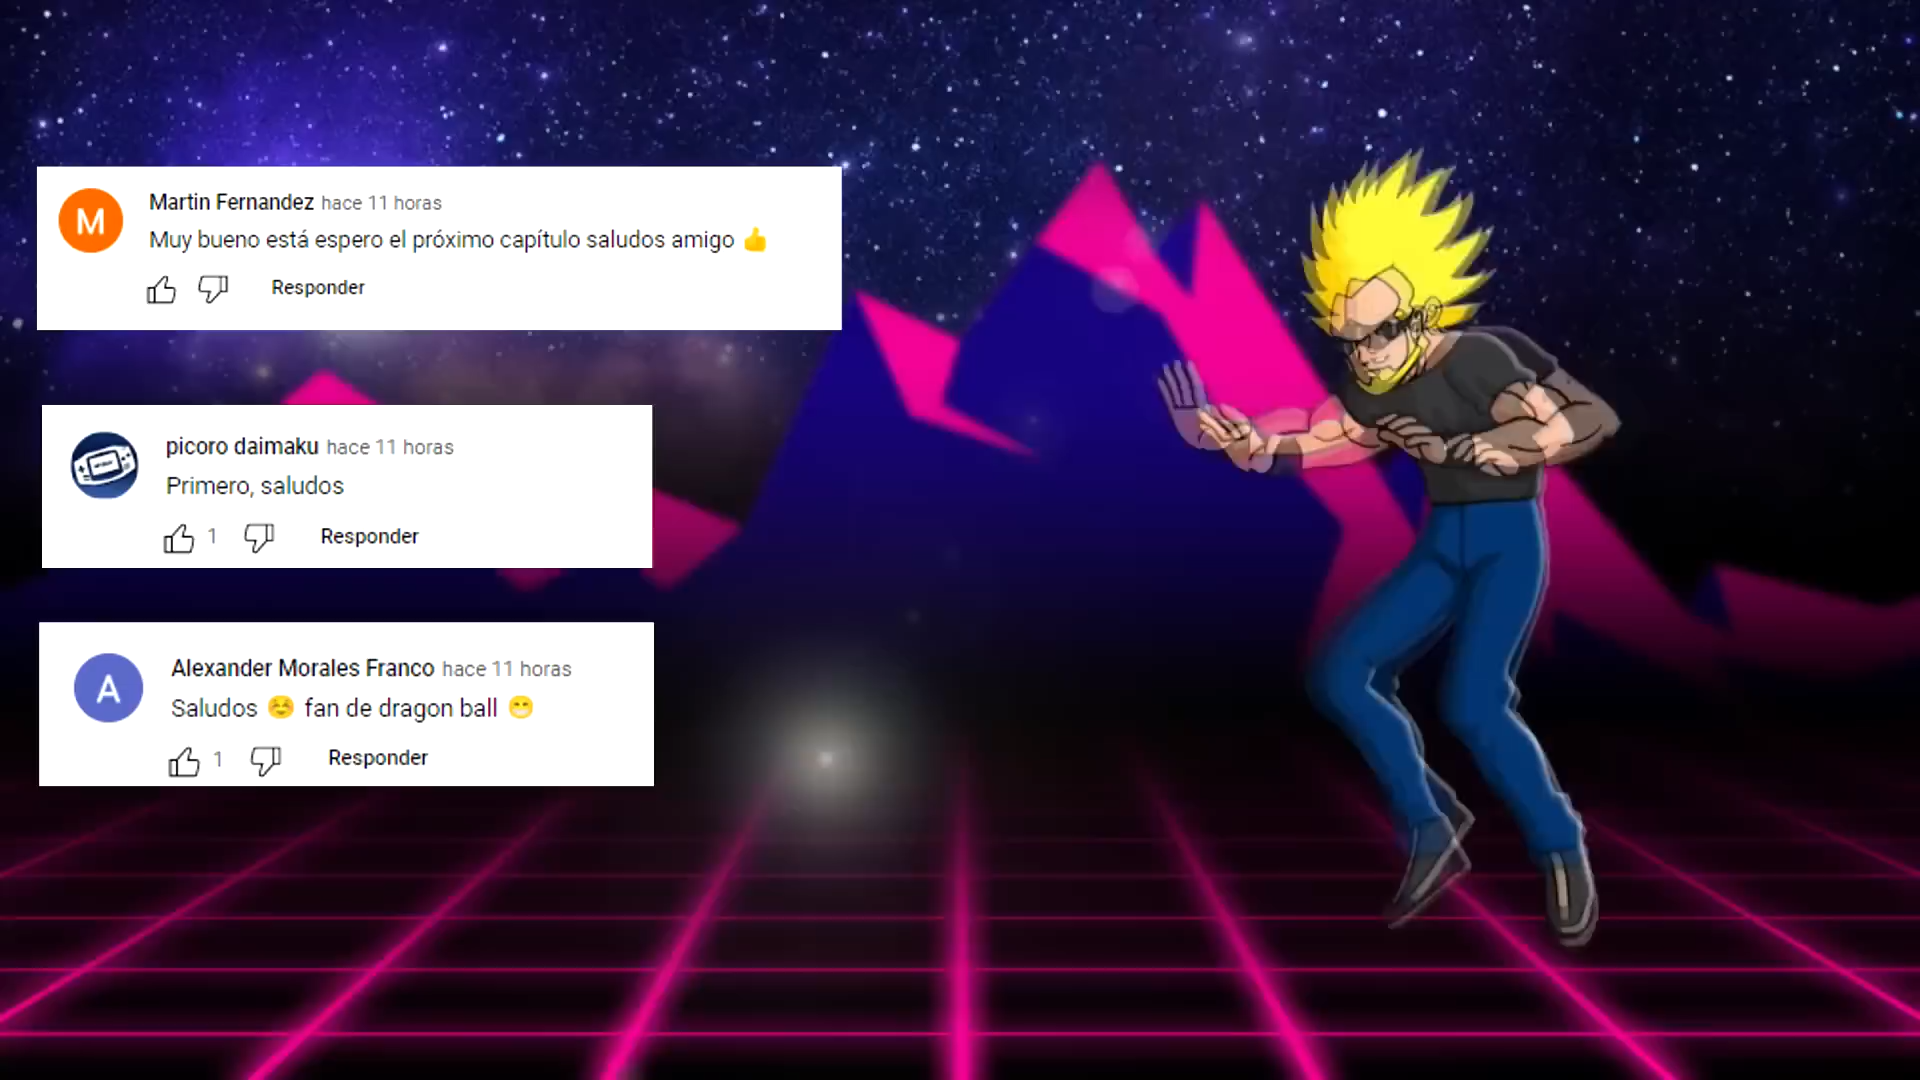 M
Martin Fernandez hace 11 horas
Muy bueno está espero el próximo capítulo saludos amigo 👍
Responder
picoro daimaku hace 11 horas
Primero, saludos
1 Responder
A
Alexander Morales Franco hace 11 horas
Saludos ☺️ fan de dragon ball 😁
1 Responder